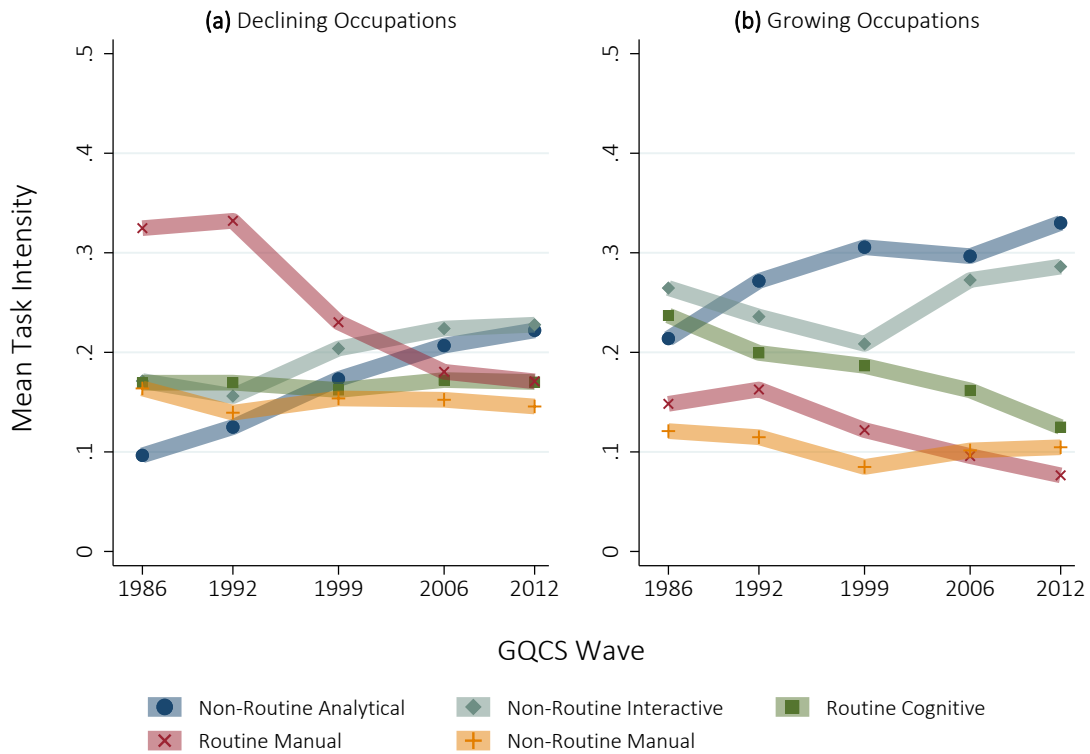 (a) Declining Occupations
(b) Growing Occupations
Mean Task Intensity
.5
.4
.3
.2
.1
0
1986 1992 1999 2006 2012
.5
.4
.3
.2
.1
0
1986 1992 1999 2006 2012
GQCS Wave
Non-Routine Analytical
Non-Routine Interactive
Routine Cognitive
Routine Manual
Non-Routine Manual